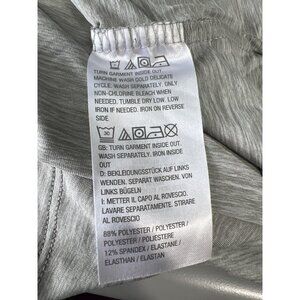 TURN GARMENT INSIDE OUT.
MACHINE WASH COLD DELICATE
CYCLE. WASH SEPARATELY. ONLY
NON-CHLORINE BLEACH WHEN
NEEDED. TUMBLE DRY LOW. LOW
IRON IF NEEDED. IRON ON REVERSE
SIDE.
30
GB: TURN GARMENT INSIDE OUT.
WASH SEPARATELY. IRON INSIDE
OUT
D: BEKLEIDUNGSSTÜCK AUF LINKS
WENDEN. SEPARAT WASCHEN. VON
LINKS BÜGELN
I: METTER IL CAPO AL ROVESCIO.
LAVARE SEPARATAMENTE. STIRARE
AL ROVESCIO
88% POLYESTER / POLYESTER /
POLYESTER / POLIESTERE
12% SPANDEX / ELASTANE /
ELASTHAN / ELASTAN